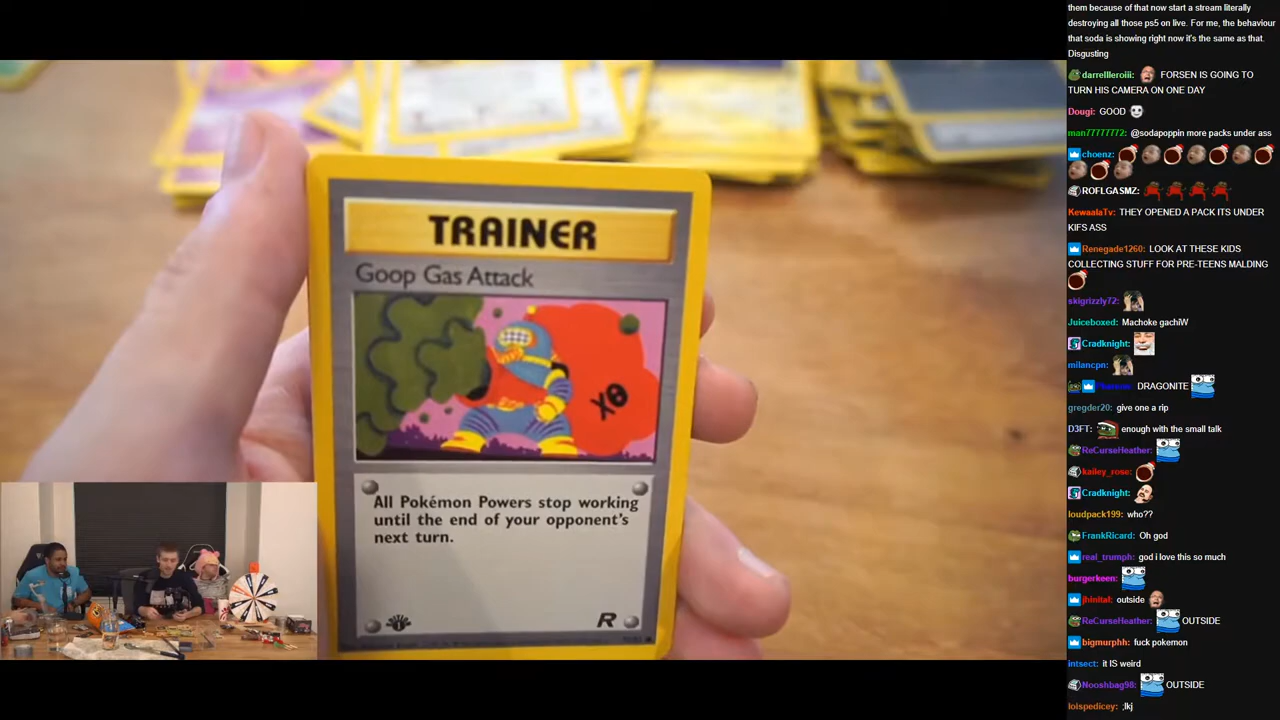 them because of that now start a stream literally
destroying all those ps5 on live. For me, the behaviour
that soda is showing right now it's the same as that.
Disgusting
darrellleroiii: FORSEN IS GOING TO
TURN HIS CAMERA ON ONE DAY
Dougi: GOOD
man77777772: @sodapoppin more packs under ass
choenz:
ROFLGASMZ:
KewaalaTv: THEY OPENED A PACK ITS UNDER
KIFS ASS
Renegade1260: LOOK AT THESE KIDS
COLLECTING STUFF FOR PRE-TEENS MALDING
skigrizzly72:
Juiceboxed: Machoke gachiW
Cradknight:
milancpn:
DRAGONITE
gregder20: give one a rip
D3FT: enough with the small talk
ReCurseHeather:
kailey_rose:
Cradknight:
loudpack199: who??
FrankRicard: Oh god
real_trumph: god i love this so much
burgerkeen:
jhinital: outside
ReCurseHeather: OUTSIDE
bigmurphh: fuck pokemon
intsect: it IS weird
Nooshbag98: OUTSIDE
loispedicey: ;lkj
TRAINER
Goop Gas Attack
All Pokémon Powers stop working
until the end of your opponent's
next turn.
R